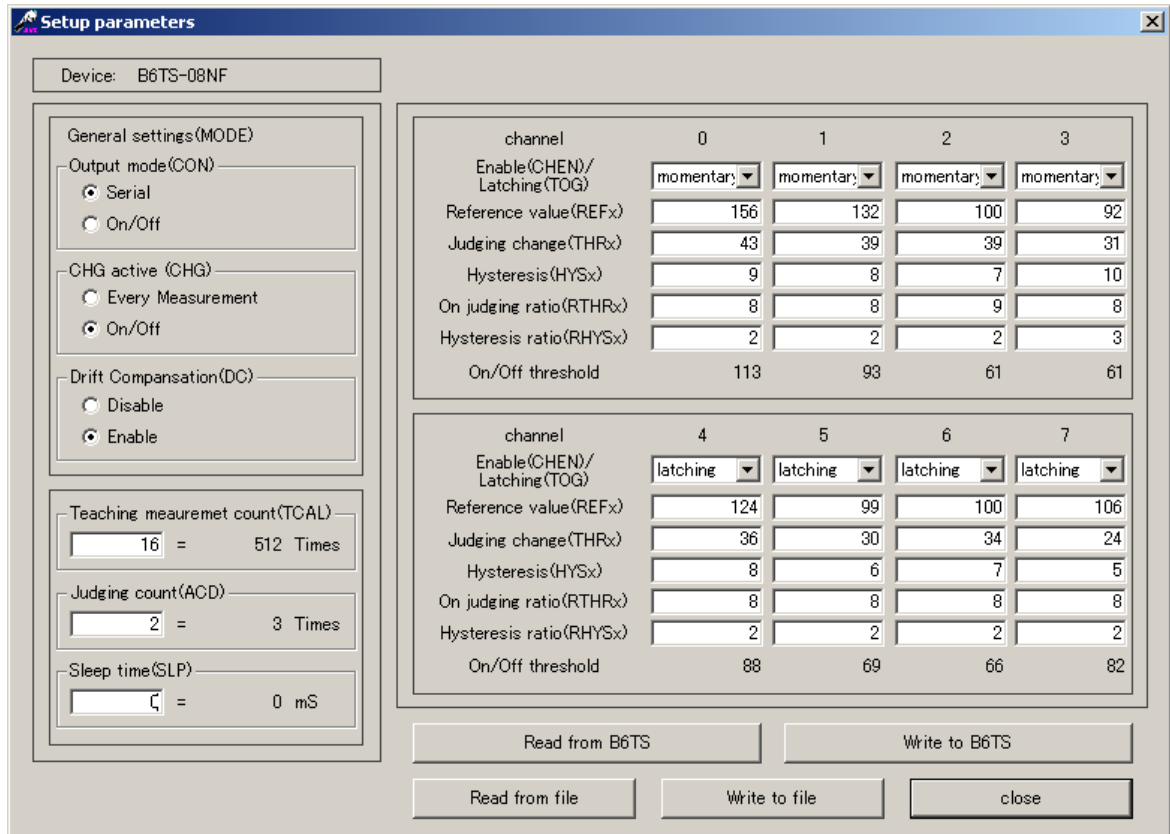 Setup parameters
Device: B6TS-08NF
General settings(MODE)
Output mode(CON)
Serial
On/Off
CHG active (CHG)
Every Measurement
On/Off
Drift Compansation(DC)
Disable
Enable
Teaching meauremet count(TCAL)
16 = 512 Times
Judging count(ACD)
2 = 3 Times
Sleep time(SLP)
= 0 mS
channel 0 1 2 3
Enable(CHEN)/
Latching(TOG)
momentary momentary momentary momentary
Reference value(REFx) 156 132 100 92
Judging change(THRx) 43 39 39 31
Hysteresis(HYSx) 9 8 7 10
On judging ratio(RTHRx) 8 8 9 8
Hysteresis ratio(RHYSx) 2 2 2 3
On/Off threshold 113 93 61 61
channel 4 5 6 7
Enable(CHEN)/
Latching(TOG)
latching latching latching latching
Reference value(REFx) 124 99 100 106
Judging change(THRx) 36 30 34 24
Hysteresis(HYSx) 8 6 7 5
On judging ratio(RTHRx) 8 8 8 8
Hysteresis ratio(RHYSx) 2 2 2 2
On/Off threshold 88 69 66 82
Read from B6TS Write to B6TS
Read from file Write to file close